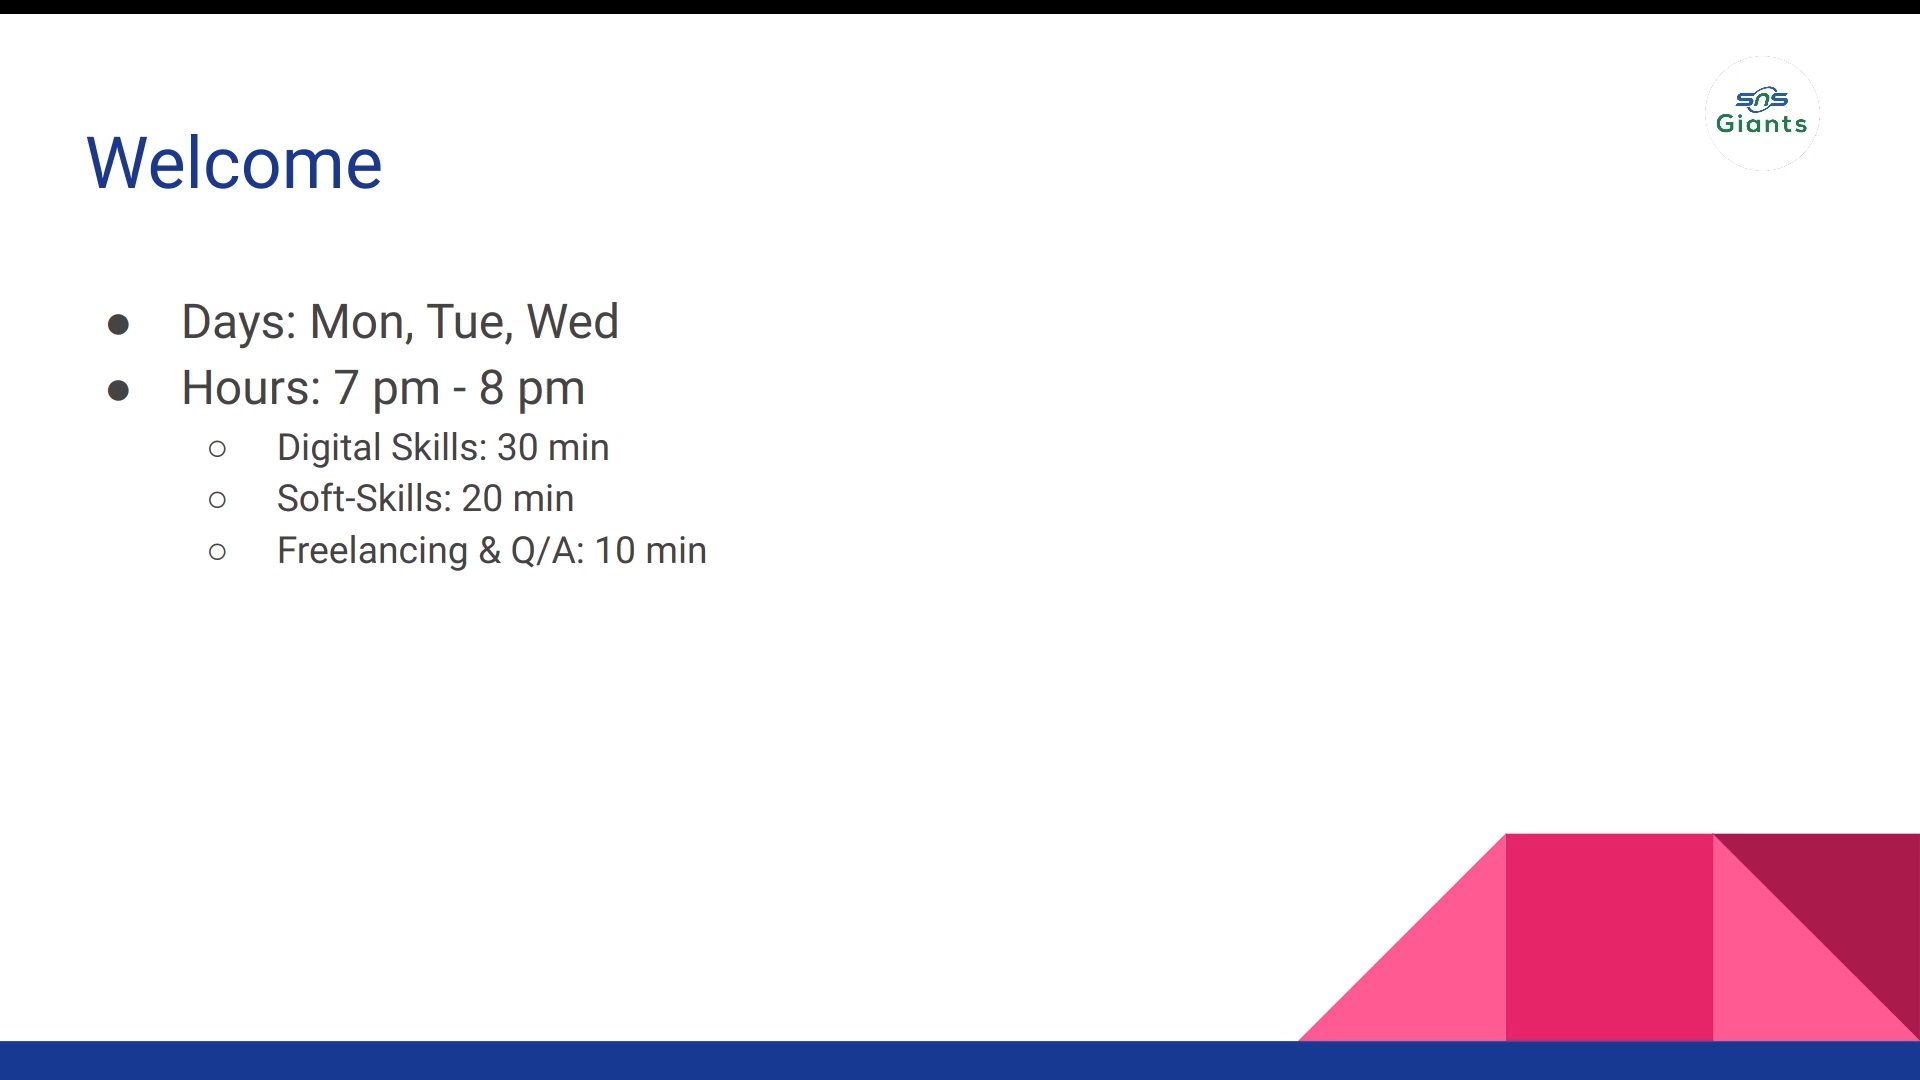 sns
Giants
Welcome
● Days: Mon, Tue, Wed
● Hours: 7 pm - 8 pm
○ Digital Skills: 30 min
○ Soft-Skills: 20 min
○ Freelancing & Q/A: 10 min